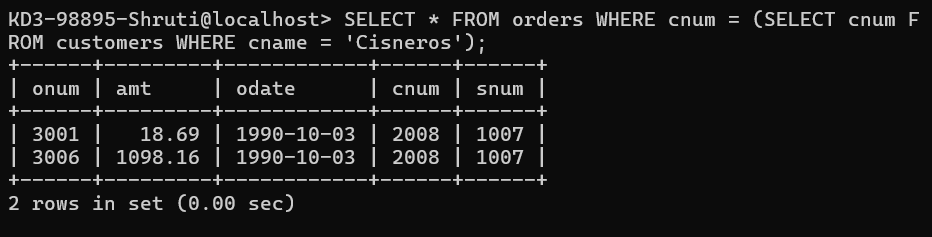 KD3-98895-Shruti@localhost> SELECT * FROM orders WHERE cnum = (SELECT cnum F
ROM customers WHERE cname = 'Cisneros');
+------+---------+------------+------+------+
| onum | amt     | odate      | cnum | snum |
+------+---------+------------+------+------+
| 3001 |   18.69 | 1990-10-03 | 2008 | 1007 |
| 3006 | 1098.16 | 1990-10-03 | 2008 | 1007 |
+------+---------+------------+------+------+
2 rows in set (0.00 sec)